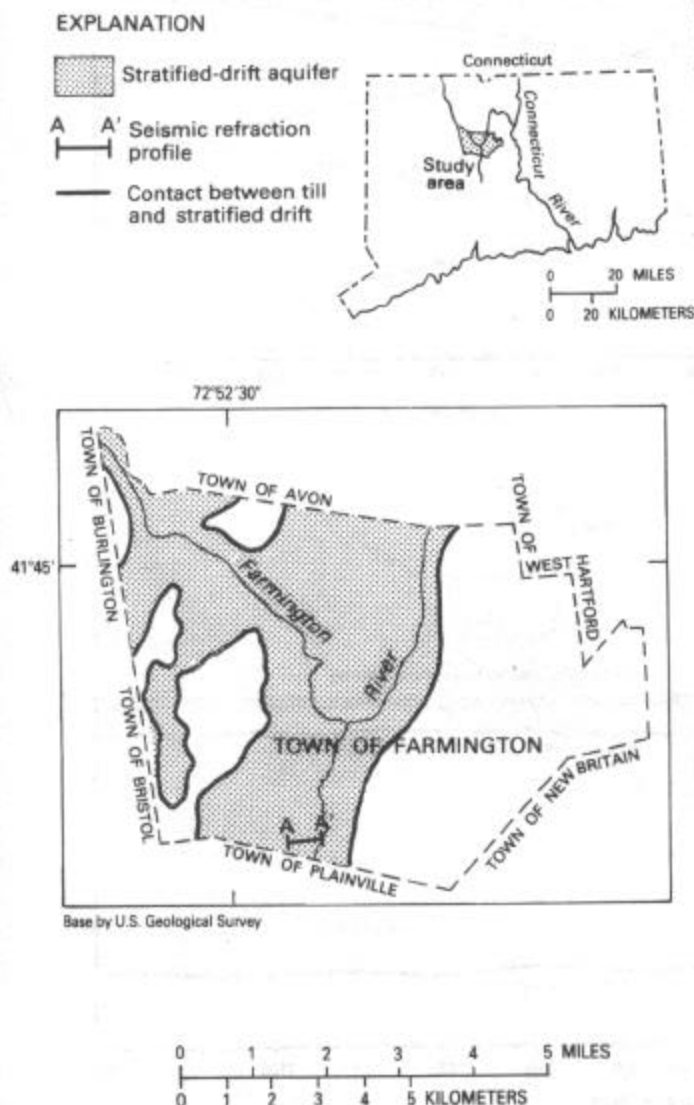 EXPLANATION
Stratified-drift aquifer
A A' Seismic refraction
profile
Contact between till
and stratified drift
Connecticut
Connecticut
River
Study
area
0 20 MILES
0 20 KILOMETERS
72°52'30"
41°45'
TOWN OF BURLINGTON
TOWN OF AVON
TOWN OF
WEST
HARTFORD
Farmington
River
TOWN OF BRISTOL
TOWN OF FARMINGTON
TOWN OF NEW BRITAIN
A A'
TOWN OF PLAINVILLE
Base by U.S. Geological Survey
0 1 2 3 4 5 MILES
0 1 2 3 4 5 KILOMETERS